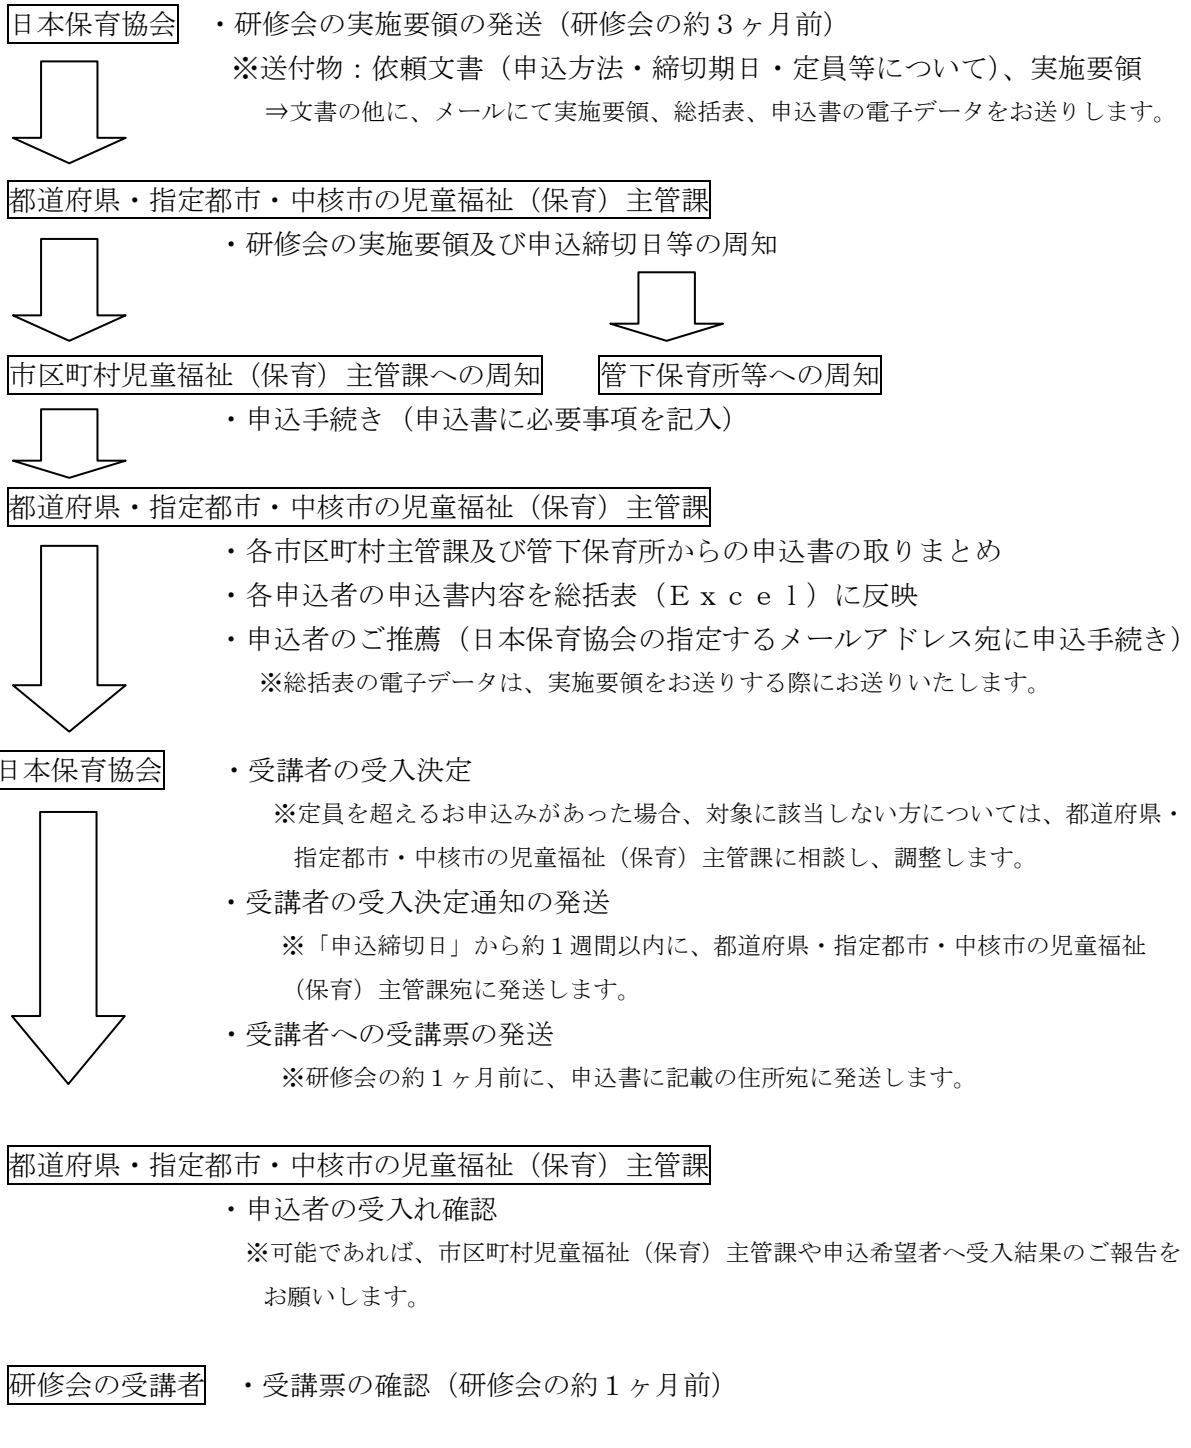 日本保育協会　・研修会の実施要領の発送（研修会の約３ヶ月前）
※送付物：依頼文書（申込方法・締切期日・定員等について）、実施要領
⇒文書の他に、メールにて実施要領、総括表、申込書の電子データをお送りします。
都道府県・指定都市・中核市の児童福祉（保育）主管課
・研修会の実施要領及び申込締切日等の周知
市区町村児童福祉（保育）主管課への周知　管下保育所等への周知
・申込手続き（申込書に必要事項を記入）
都道府県・指定都市・中核市の児童福祉（保育）主管課
・各市区町村主管課及び管下保育所からの申込書の取りまとめ
・各申込者の申込書内容を総括表（Ｅｘｃｅｌ）に反映
・申込者のご推薦（日本保育協会の指定するメールアドレス宛に申込手続き）
※総括表の電子データは、実施要領をお送りする際にお送りいたします。
日本保育協会　・受講者の受入決定
※定員を超えるお申込みがあった場合、対象に該当しない方については、都道府県・
指定都市・中核市の児童福祉（保育）主管課に相談し、調整します。
・受講者の受入決定通知の発送
※「申込締切日」から約１週間以内に、都道府県・指定都市・中核市の児童福祉
（保育）主管課宛に発送します。
・受講者への受講票の発送
※研修会の約１ヶ月前に、申込書に記載の住所宛に発送します。
都道府県・指定都市・中核市の児童福祉（保育）主管課
・申込者の受入れ確認
※可能であれば、市区町村児童福祉（保育）主管課や申込希望者へ受入結果のご報告を
お願いします。
研修会の受講者　・受講票の確認（研修会の約１ヶ月前）